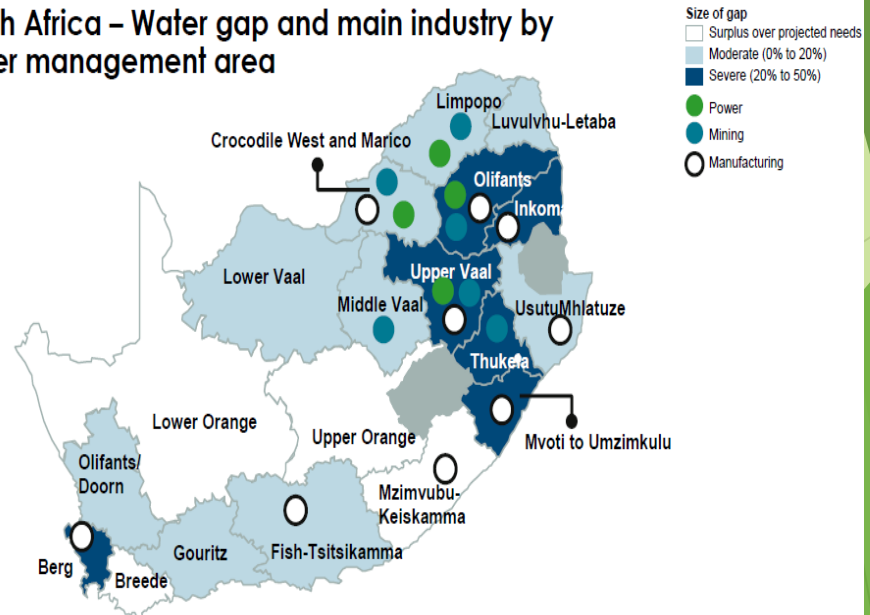 h Africa – Water gap and main industry by
er management area
Size of gap
Surplus over projected needs
Moderate (0% to 20%)
Severe (20% to 50%)
Power
Mining
Manufacturing
Limpopo
Luvulvhu-Letaba
Crocodile West and Marico
Olifants
Inkom
Lower Vaal
Upper Vaal
Middle Vaal
UsutuMhlatuze
Thukela
Lower Orange
Upper Orange
Mvoti to Umzimkulu
Olifants/
Doorn
Mzimvubu-
Keiskamma
Berg
Breede
Gouritz
Fish-Tsitsikamma